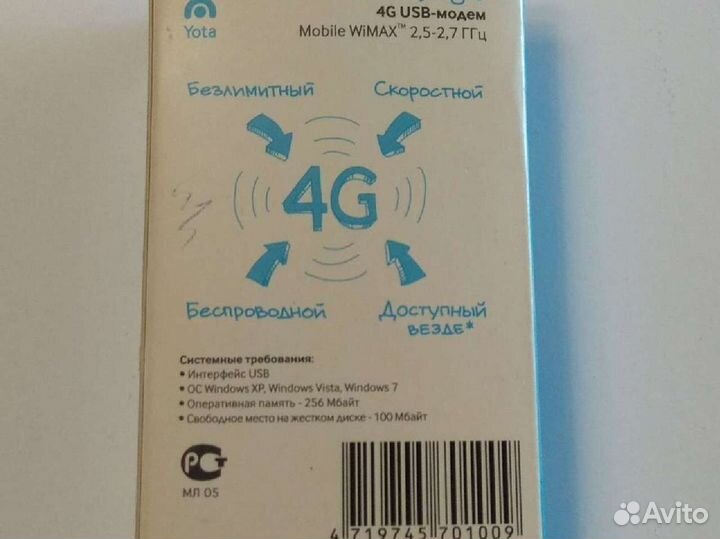 Yota
4G USB-модем
Mobile WiMAX™ 2,5-2,7 ГГц
Безлимитный
Скоростной
4G
Беспроводной
Доступный
везде*
Системные требования:
• Интерфейс USB
• ОС Windows XP, Windows Vista, Windows 7
• Оперативная память - 256 Мбайт
• Свободное место на жестком диске - 100 Мбайт
РСТ
МЛ 05
4 719745 701009
Avito